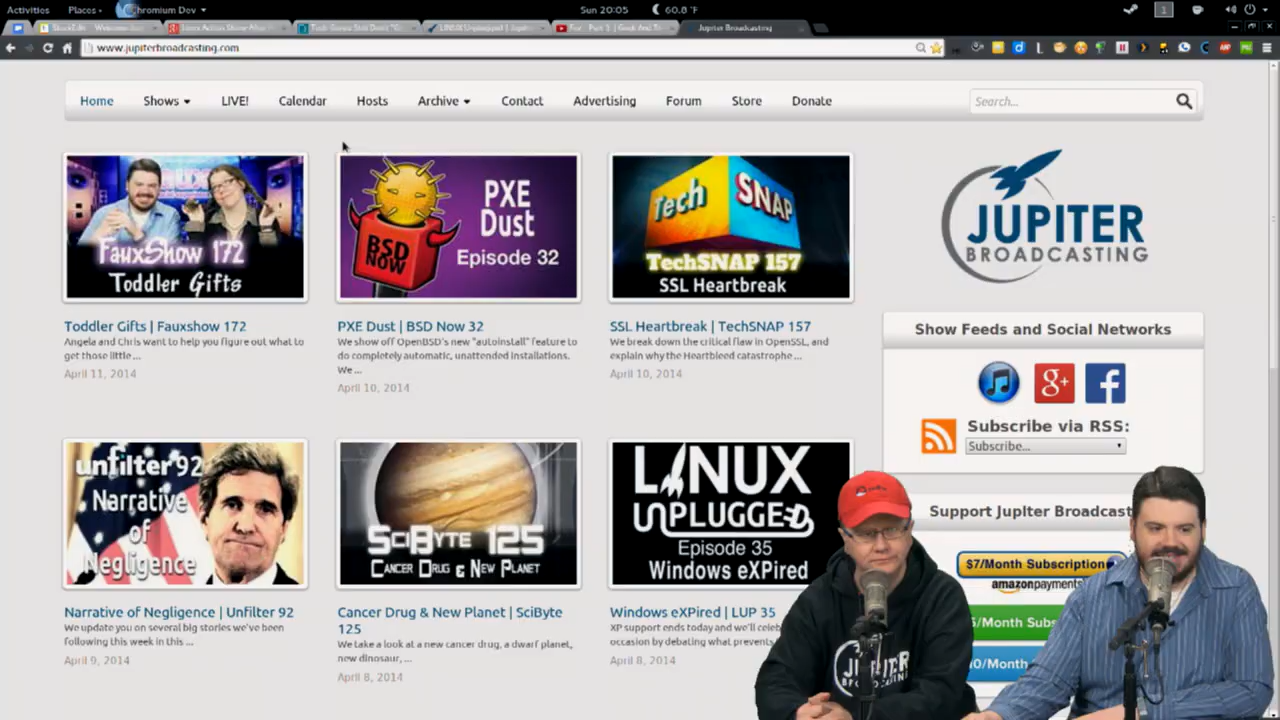 Activities Places Chromium Dev Sun 20:05 60.8 °F 1
Jupiter Broadcasting
www.jupiterbroadcasting.com
Home Shows LIVE! Calendar Hosts Archive Contact Advertising Forum Store Donate Search...
FauxShow 172
Toddler Gifts
BSD NOW
PXE Dust
Episode 32
Tech SNAP
TechSNAP 157
SSL Heartbreak
JUPITER
BROADCASTING
Toddler Gifts | Fauxshow 172
Angela and Chris want to help you figure out what to
get those little ...
April 11, 2014
PXE Dust | BSD Now 32
We show off OpenBSD's new "autoinstall" feature to
do completely automatic, unattended installations.
We ...
April 10, 2014
SSL Heartbreak | TechSNAP 157
We break down the critical flaw in OpenSSL, and
explain why the Heartbleed catastrophe ...
April 10, 2014
Show Feeds and Social Networks
Subscribe via RSS:
Subscribe...
unfilter 92
Narrative
of
Negligence
SciByte 125
Cancer Drug & New Planet
LINUX
UNPLUGGED
Episode 35
Windows eXPired
Support Jupiter Broadcast
$7/Month Subscription
amazonpayments
/Month Subs
0/Month
Narrative of Negligence | Unfilter 92
We update you on several big stories we've been
following this week in this ...
April 9, 2014
Cancer Drug & New Planet | SciByte
125
We take a look at a new cancer drug, a dwarf planet,
new dinosaur, ...
April 8, 2014
Windows eXPired | LUP 35
XP support ends today and we'll celeb
occasion by debating what prevents
April 8, 2014
JUPITER
BROADCASTING